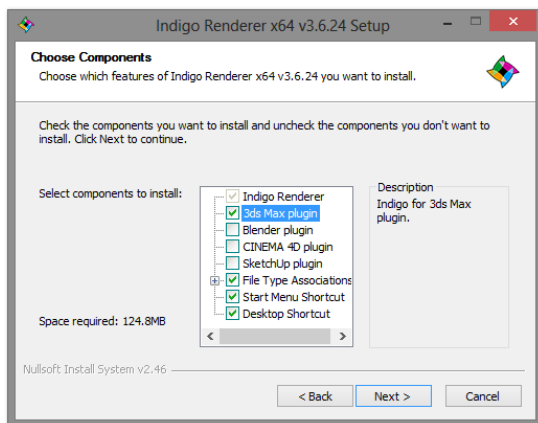 Indigo Renderer x64 v3.6.24 Setup
Choose Components
Choose which features of Indigo Renderer x64 v3.6.24 you want to install.
Check the components you want to install and uncheck the components you don't want to
install. Click Next to continue.
Select components to install:
Indigo Renderer
3ds Max plugin
Blender plugin
CINEMA 4D plugin
SketchUp plugin
File Type Associations
Start Menu Shortcut
Desktop Shortcut
Description
Indigo for 3ds Max
plugin.
Space required: 124.8MB
Nullsoft Install System v2.46
< Back
Next >
Cancel